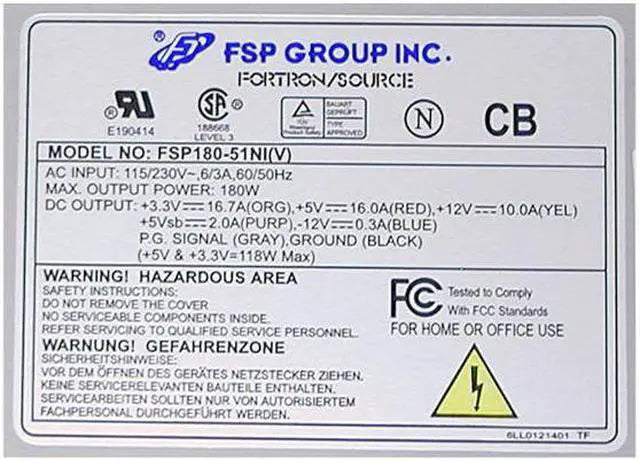 FSP GROUP INC.
FORTRON/SOURCE
E190414
188668
LEVEL 3
TÜV
BAUART
GEPRÜFT
TYPE
APPROVED
N
CB
MODEL NO: FSP180-51NI(V)
AC INPUT: 115/230V~,6/3A,60/50Hz
MAX. OUTPUT POWER: 180W
DC OUTPUT: +3.3V⎓16.7A(ORG),+5V⎓16.0A(RED),+12V⎓10.0A(YEL)
+5Vsb⎓2.0A(PURP),-12V⎓0.3A(BLUE)
P.G. SIGNAL (GRAY),GROUND (BLACK)
(+5V & +3.3V=118W Max)
WARNING! HAZARDOUS AREA
SAFETY INSTRUCTIONS:
DO NOT REMOVE THE COVER
NO SERVICEABLE COMPONENTS INSIDE.
REFER SERVICING TO QUALIFIED SERVICE PERSONNEL.
FC Tested to Comply
With FCC Standards
FOR HOME OR OFFICE USE
WARNUNG! GEFAHRENZONE
SICHERHEITSHINWEISE:
VOR DEM ÖFFNEN DES GERÄTES NETZSTECKER ZIEHEN.
KEINE SERVICERELEVANTEN BAUTEILE ENTHALTEN.
SERVICEARBEITEN SOLLTEN NUR VON AUTORISIERTEM
FACHPERSONAL DURCHGEFÜHRT WERDEN.
6LL0121401 TF